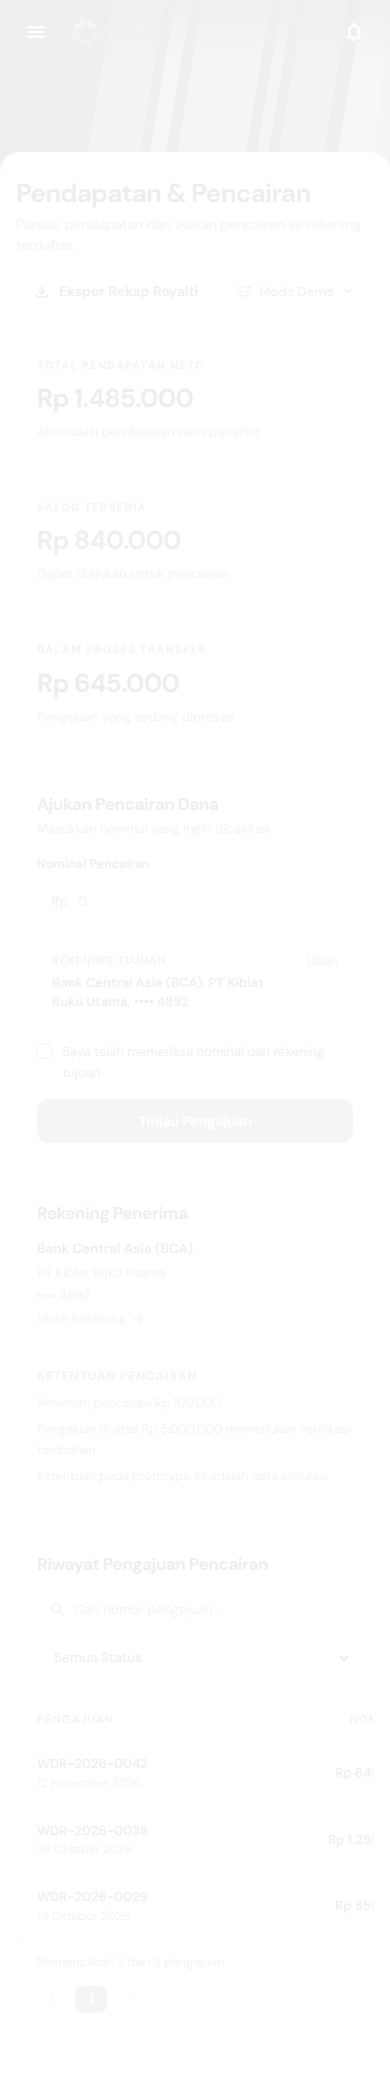 Pendapatan & Pencairan
Pantau pendapatan dan ajukan pencairan ke rekening
terdaftar.
Ekspor Rekap Royalti
Mode Demo
TOTAL PENDAPATAN NETO
Rp 1.485.000
Akumulasi pendapatan neto penerbit
SALDO TERSEDIA
Rp 840.000
Dapat diajukan untuk pencairan
DALAM PROSES TRANSFER
Rp 645.000
Pengajuan yang sedang diproses
Ajukan Pencairan Dana
Masukkan nominal yang ingin dicairkan.
Nominal Pencairan
Rp 0
REKENING TUJUAN
Ubah
Bank Central Asia (BCA), PT Kiblat
Buku Utama, •••• 4892
Saya telah memeriksa nominal dan rekening
tujuan.
Tinjau Pengajuan
Rekening Penerima
Bank Central Asia (BCA)
PT Kiblat Buku Utama
•••• 4892
Ubah Rekening →
KETENTUAN PENCAIRAN
Minimum pencairan Rp 100.000.
Pengajuan di atas Rp 5.000.000 memerlukan verifikasi
tambahan.
Ketentuan pada prototype ini adalah data simulasi.
Riwayat Pengajuan Pencairan
Cari nomor pengajuan...
Semua Status
PENGAJUAN
WDR-2026-0042
12 November 2026
WDR-2026-0038
Rp 1.25
28 Oktober 2026
WDR-2026-0029
14 Oktober 2026
Menampilkan 3 dari 3 pengajuan
1